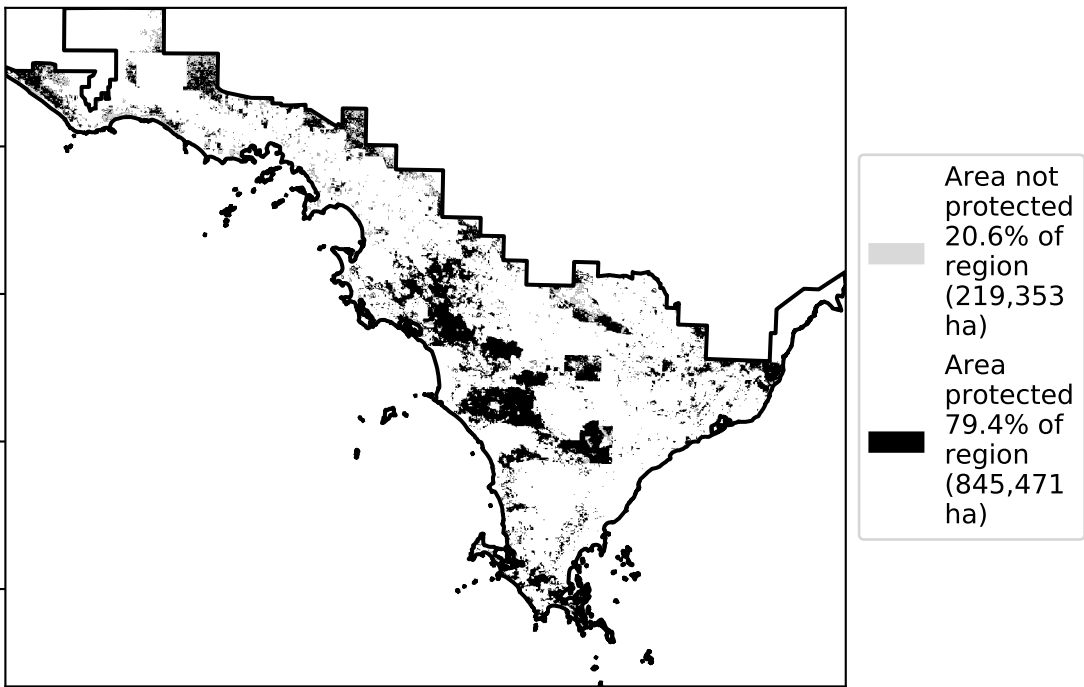 Area not
protected
20.6% of
region
(219,353
ha)
Area
protected
79.4% of
region
(845,471
ha)